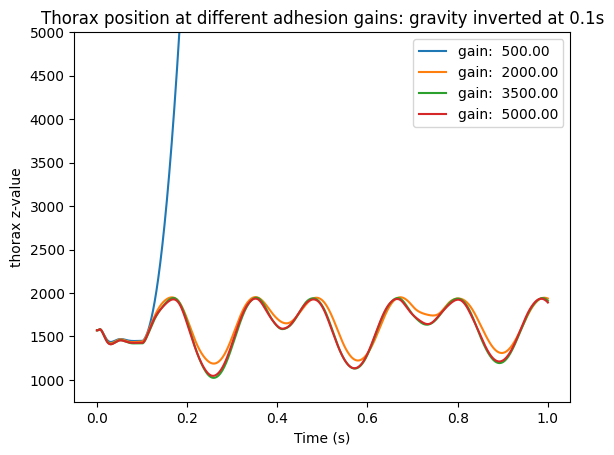 Thorax position at different adhesion gains: gravity inverted at 0.1s
thorax z-value
5000
4500
4000
3500
3000
2500
2000
1500
1000
gain:  500.00
gain:  2000.00
gain:  3500.00
gain:  5000.00
0.0 0.2 0.4 0.6 0.8 1.0
Time (s)